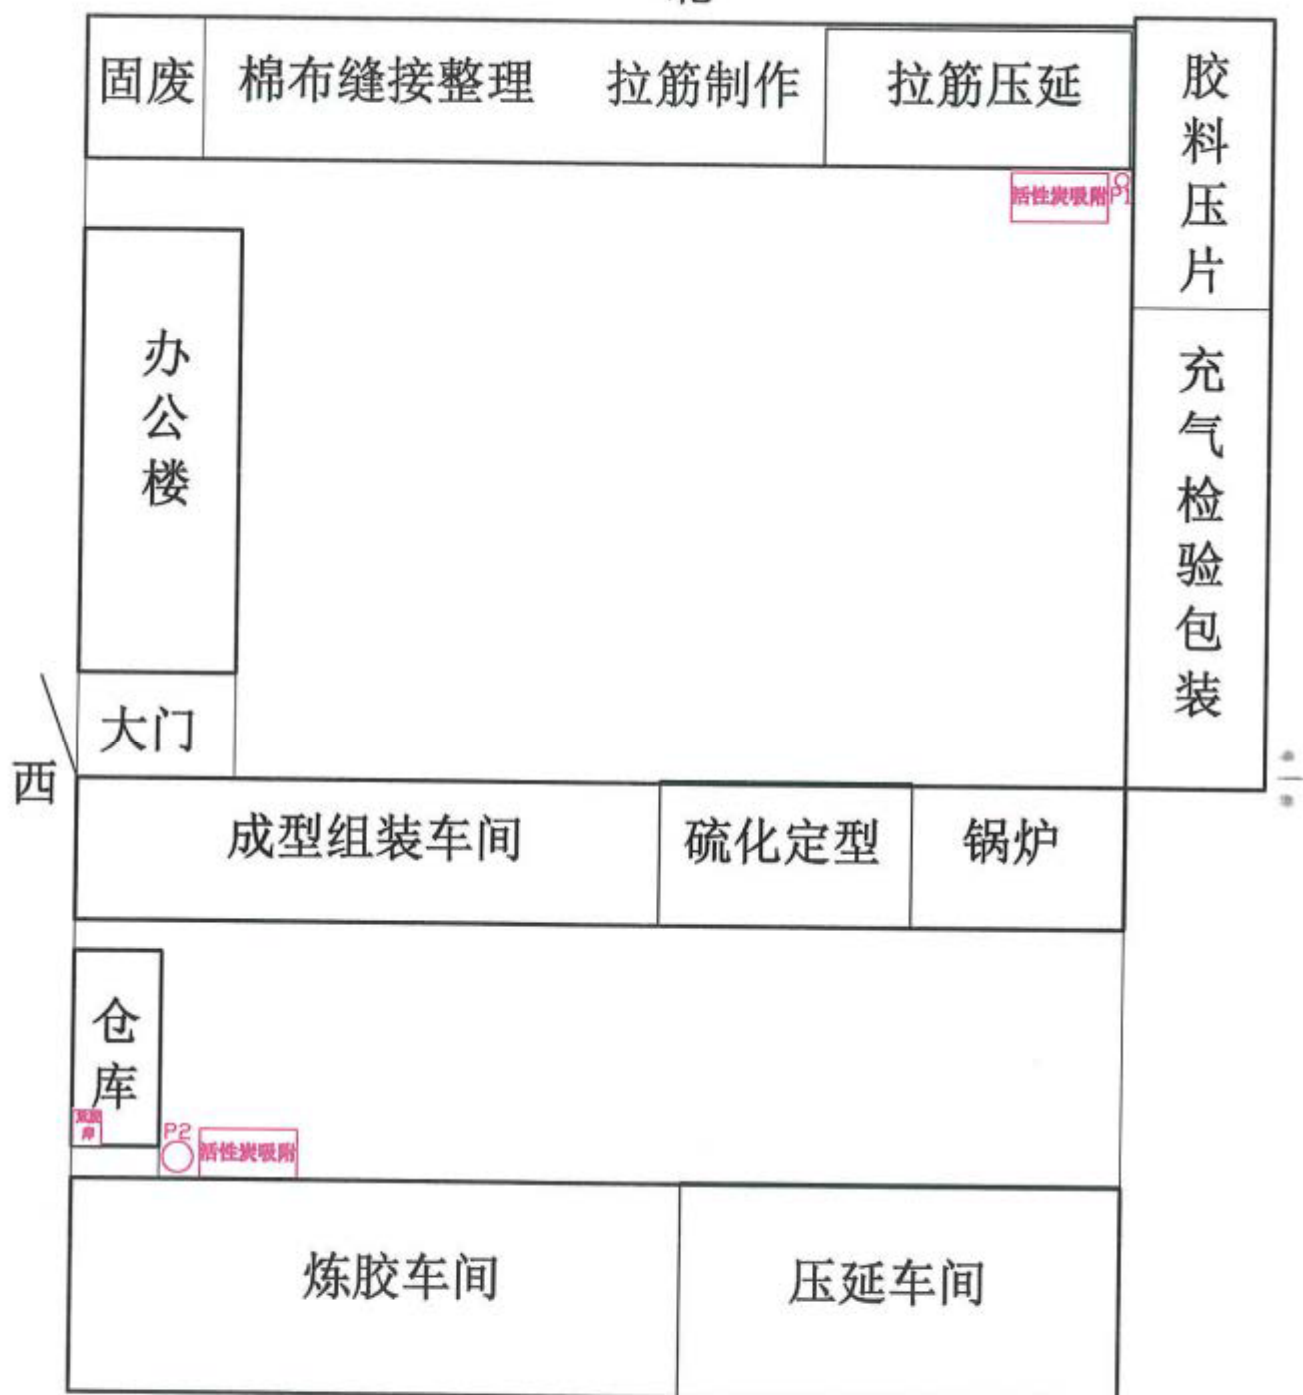 固废
棉布缝接整理
拉筋制作
拉筋压延
胶料压片
活性炭吸附
P1
办公楼
充气检验包装
大门
西
成型组装车间
硫化定型
锅炉
仓库
P2
活性炭吸附
炼胶车间
压延车间